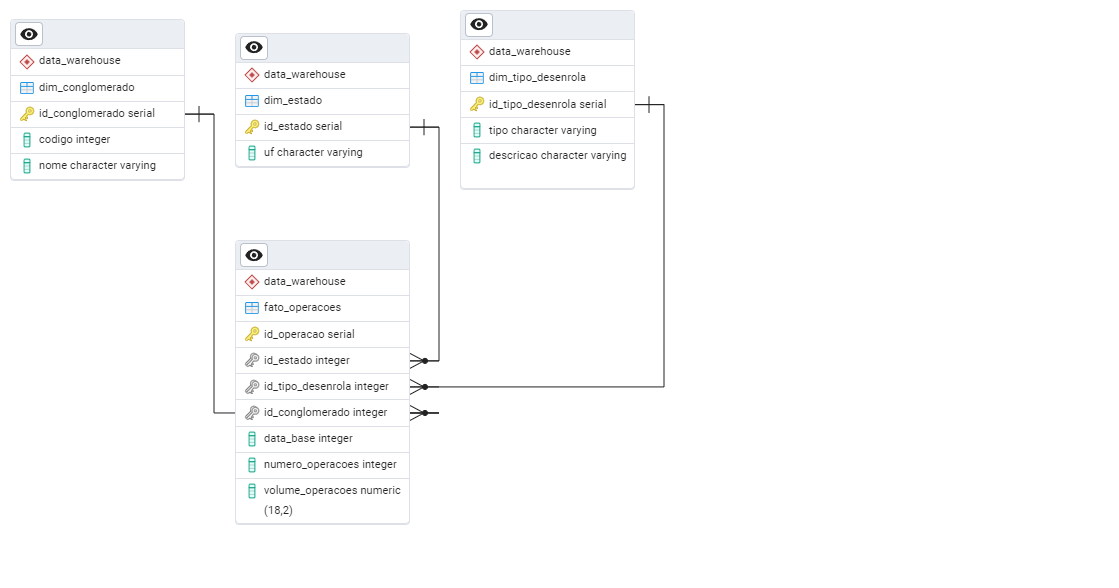 data_warehouse
dim_conglomerado
id_conglomerado serial
codigo integer
nome character varying
data_warehouse
dim_estado
id_estado serial
uf character varying
data_warehouse
dim_tipo_desenrola
id_tipo_desenrola serial
tipo character varying
descricao character varying
data_warehouse
fato_operacoes
id_operacao serial
id_estado integer
id_tipo_desenrola integer
id_conglomerado integer
data_base integer
numero_operacoes integer
volume_operacoes numeric
(18,2)